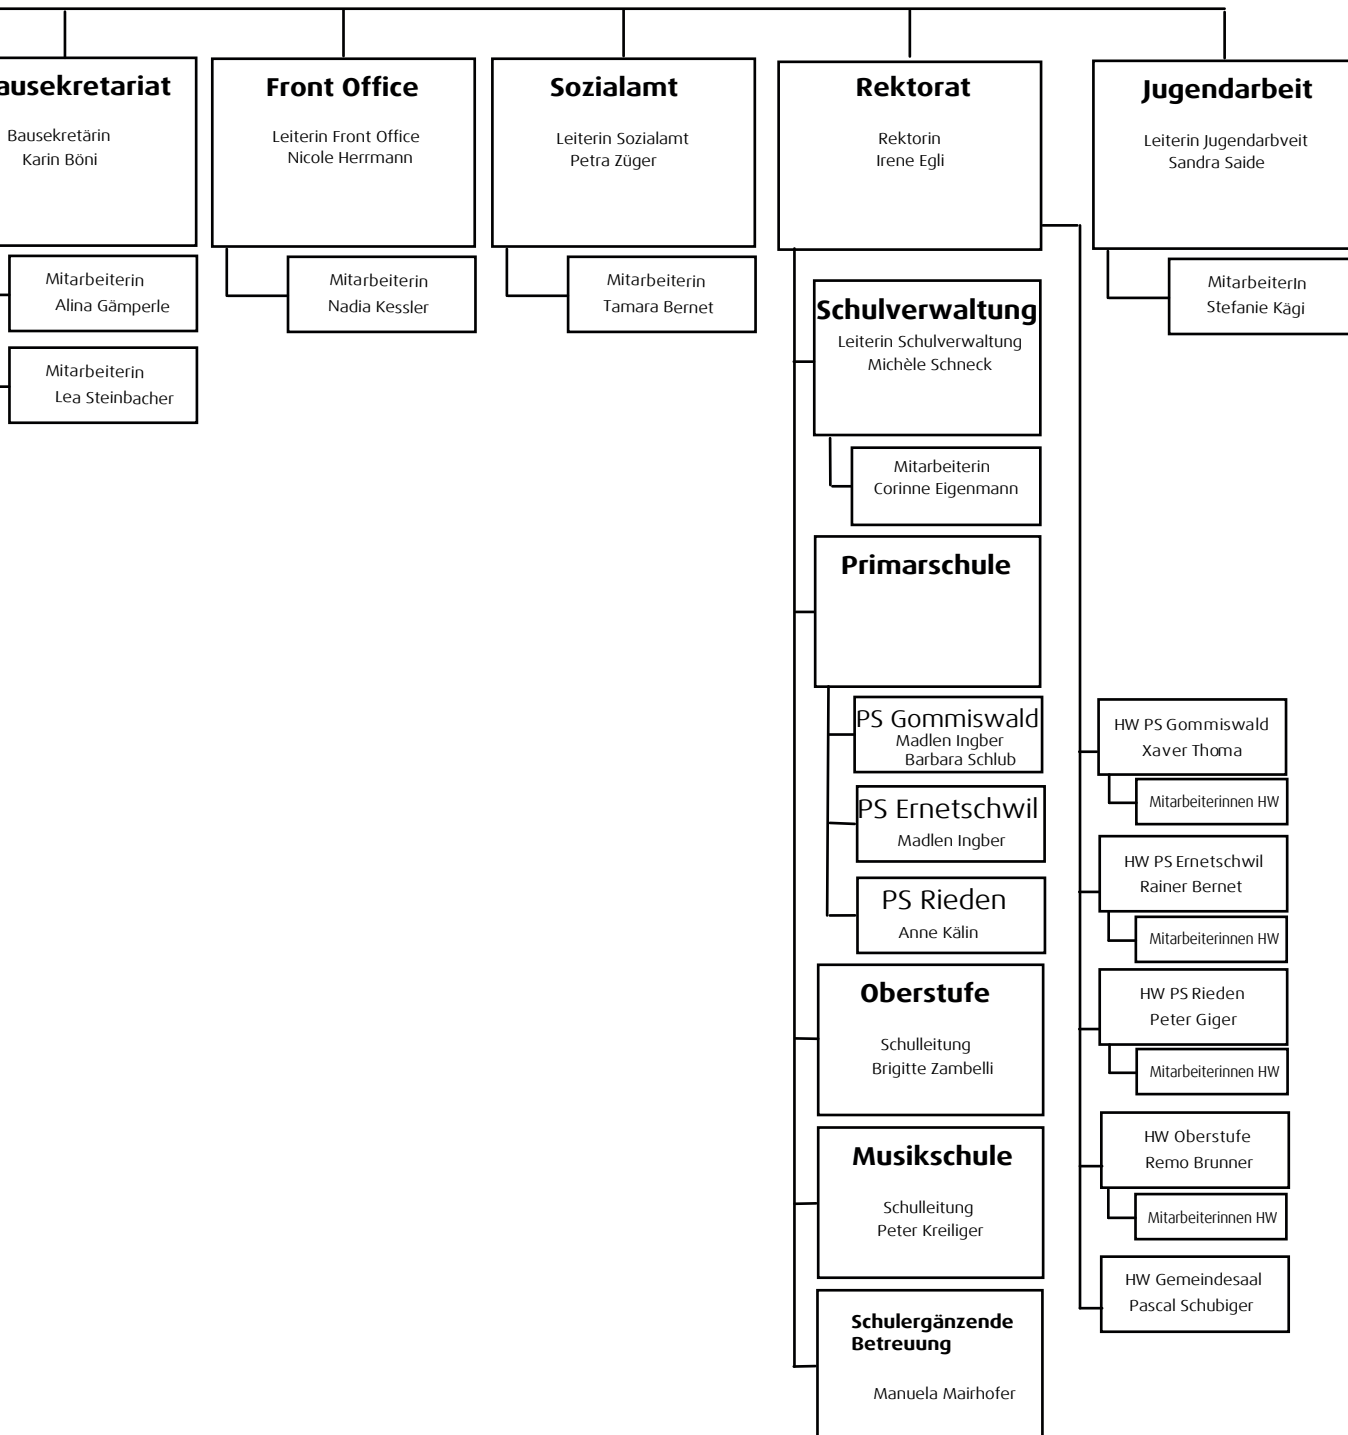 ausekretariat
Bausekretärin
Karin Böni
Mitarbeiterin
Alina Gämperle
Mitarbeiterin
Lea Steinbacher
Front Office
Leiterin Front Office
Nicole Herrmann
Mitarbeiterin
Nadia Kessler
Sozialamt
Leiterin Sozialamt
Petra Züger
Mitarbeiterin
Tamara Bernet
Rektorat
Rektorin
Irene Egli
Schulverwaltung
Leiterin Schulverwaltung
Michèle Schneck
Mitarbeiterin
Corinne Eigenmann
Primarschule
PS Gommiswald
Madlen Ingber
Barbara Schlub
PS Ernetschwil
Madlen Ingber
PS Rieden
Anne Kälin
Oberstufe
Schulleitung
Brigitte Zambelli
Musikschule
Schulleitung
Peter Kreiliger
Schulergänzende
Betreuung
Manuela Mairhofer
HW PS Gommiswald
Xaver Thoma
Mitarbeiterinnen HW
HW PS Ernetschwil
Rainer Bernet
Mitarbeiterinnen HW
HW PS Rieden
Peter Giger
Mitarbeiterinnen HW
HW Oberstufe
Remo Brunner
Mitarbeiterinnen HW
HW Gemeindesaal
Pascal Schubiger
Jugendarbeit
Leiterin Jugendarbveit
Sandra Saide
MitarbeiterIn
Stefanie Kägi